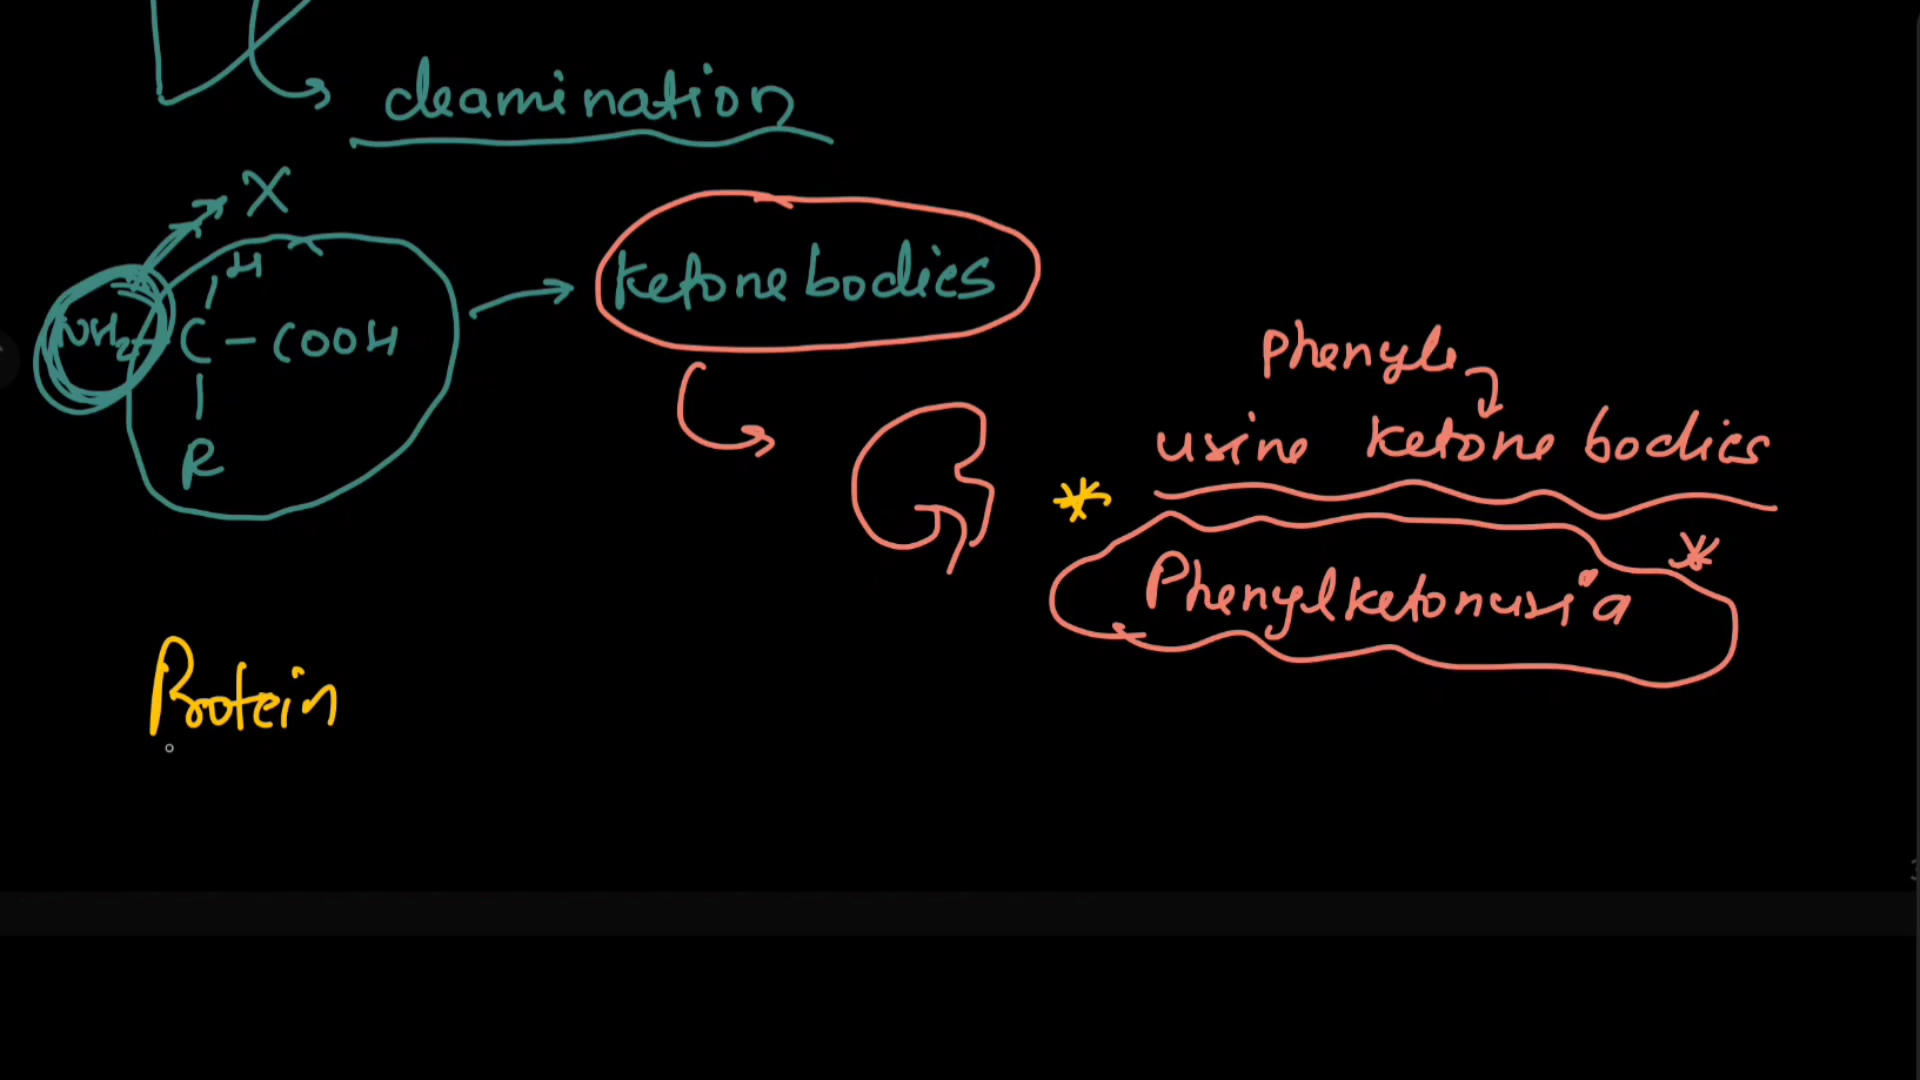 deamination
X
H
NH2 - C - COOH
R
ketone bodies
phenyl
urine ketone bodies
*
*
Phenylketonuria
Protein